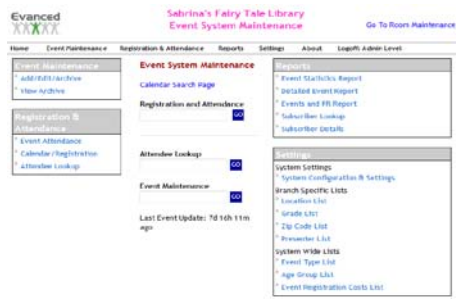 Evanced
Sabrina's Fairy Tale Library
Event System Maintenance
Go To Room Maintenance
Home Event Maintenance Registration & Attendance Reports Settings About Logoff: Admin Level
Event Maintenance
Add/Edit/Archive
View Archive
Registration & Attendance
Event Attendance
Calendar/Registration
Attendee Lookup
Event System Maintenance
Calendar Search Page
Registration and Attendance
GO
Attendee Lookup
GO
Event Maintenance
GO
Last Event Update: 7d 16h 11m
ago
Reports
Event Statistics Report
Detailed Event Report
Events and RR Report
Subscriber Lookup
Subscriber Details
Settings
System Settings
System Configuration & Settings
Branch Specific Lists
Location List
Grade List
Zip Code List
Presenter List
System Wide Lists
Event Type List
Age Group List
Event Registration Costs List